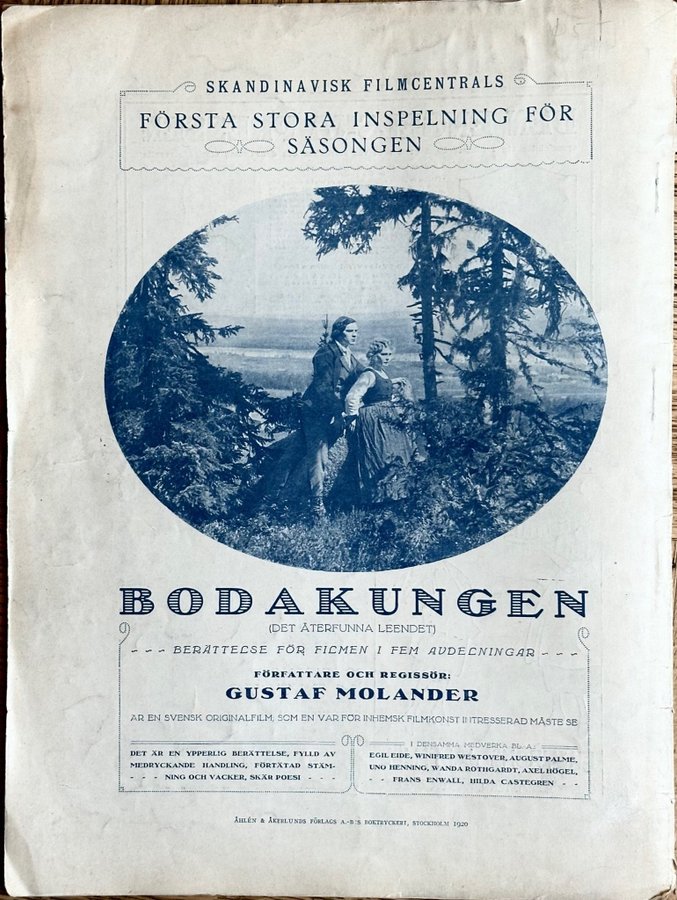 SKANDINAVISK FILMCENTRALS
FÖRSTA STORA INSPELNING FÖR
SÄSONGEN
BODAKUNGEN
(DET ÅTERFUNNA LEENDET)
- - - BERÄTTELSE FÖR FILMEN I FEM AVDELNINGAR - - -
FÖRFATTARE OCH REGISSÖR:
GUSTAF MOLANDER
ÄR EN SVENSK ORIGINALFILM, SOM EN VAR FÖR INHEMSK FILMKONST INTRESSERAD MÅSTE SE
DET ÄR EN YPPERLIG BERÄTTELSE, FYLLD AV
MEDRYCKANDE HANDLING, FÖRTÄTAD STÄM-
- - - NING OCH VACKER, SKÄR POESI - - - -
I DENSAMMA MEDVERKA BL. A.:
EGIL EIDE, WINIFRED WESTOVER, AUGUST PALME,
UNO HENNING, WANDA ROTHGARDT, AXEL HÖGEL,
- - FRANS ENWALL, HILDA CASTEGREN - -
ÅHLÉN & ÅKERLUNDS FÖRLAGS A.-B:S BOKTRYCKERI, STOCKHOLM 1920